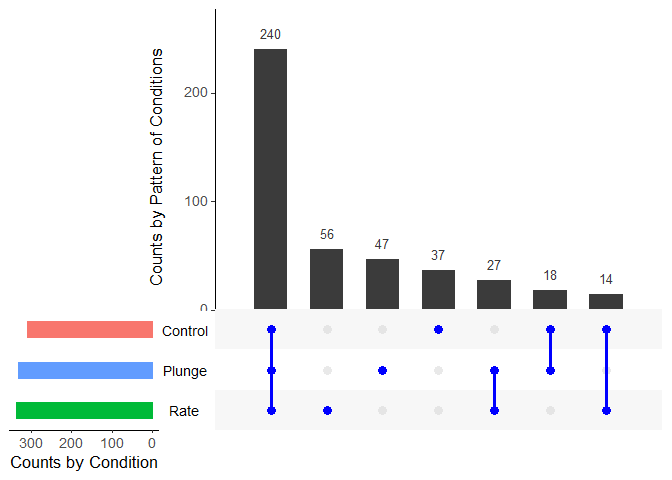 240
200
56
47
37
27
18
14
100
0
Counts by Pattern of Conditions
Control
Plunge
Rate
300 200 100 0
Counts by Condition